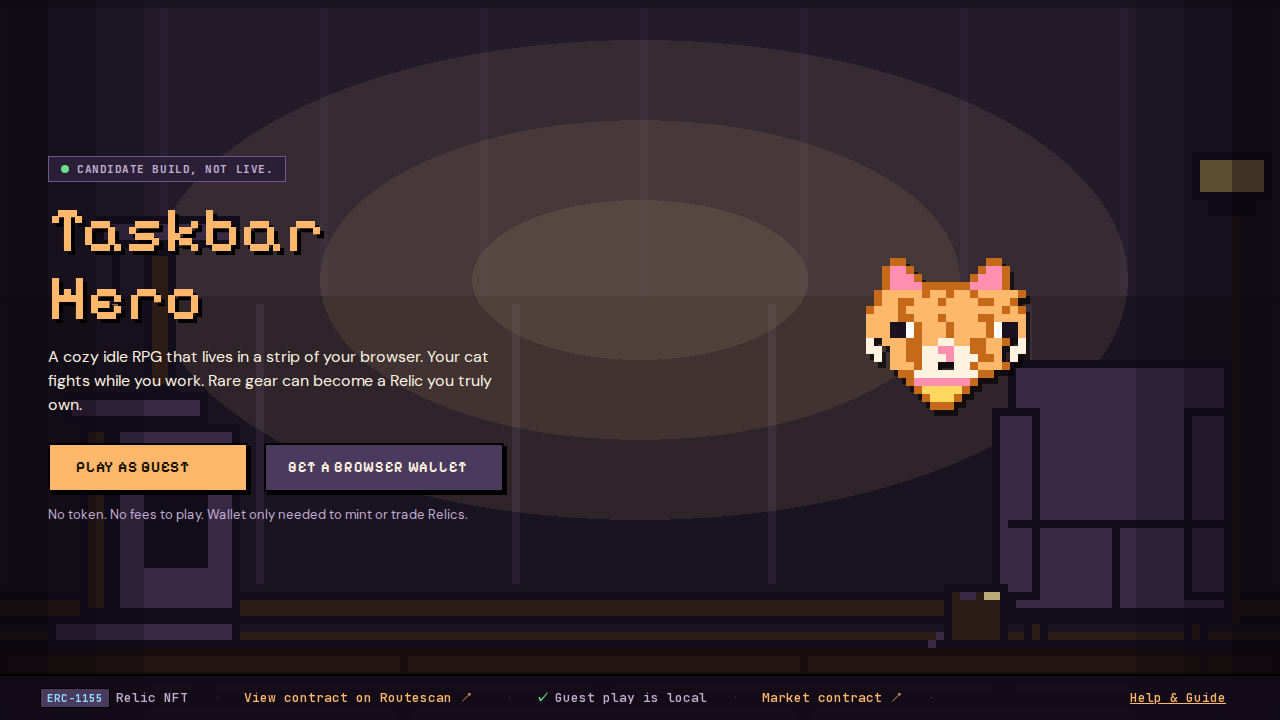 CANDIDATE BUILD, NOT LIVE.
Taskbar
Hero
A cozy idle RPG that lives in a strip of your browser. Your cat
fights while you work. Rare gear can become a Relic you truly
own.
PLAY AS GUEST
GET A BROWSER WALLET
No token. No fees to play. Wallet only needed to mint or trade Relics.
ERC-1155 Relic NFT · View contract on Routescan ↗ · ✓ Guest play is local · Market contract ↗ · Help & Guide